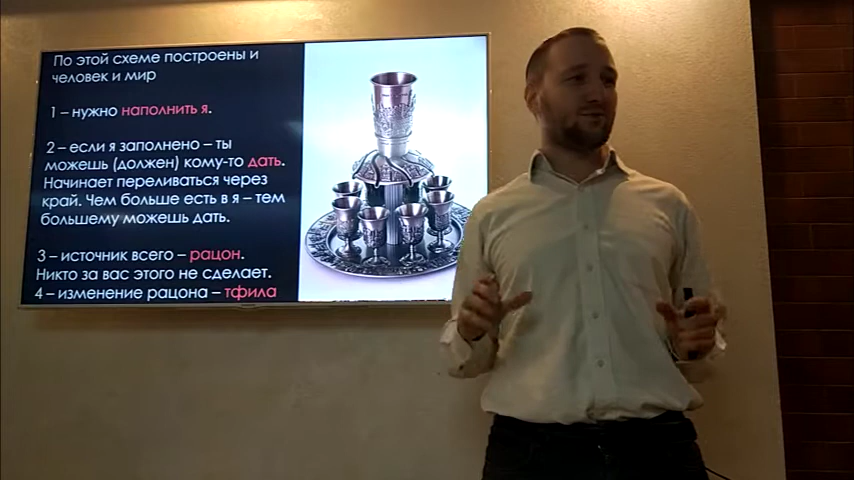 По этой схеме построены и
человек и мир
1 – нужно наполнить я.
2 – если я заполнено – ты
можешь (должен) кому-то дать.
Начинает переливаться через
край. Чем больше есть в я – тем
большему можешь дать.
3 – источник всего – рацон.
Никто за вас этого не сделает.
4 – изменение рацона – тфила